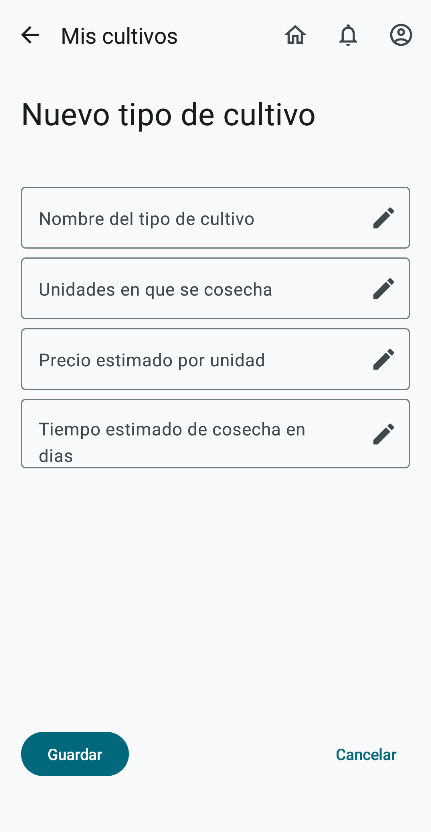 Mis cultivos
Nuevo tipo de cultivo
Nombre del tipo de cultivo
Unidades en que se cosecha
Precio estimado por unidad
Tiempo estimado de cosecha en
dias
Guardar
Cancelar